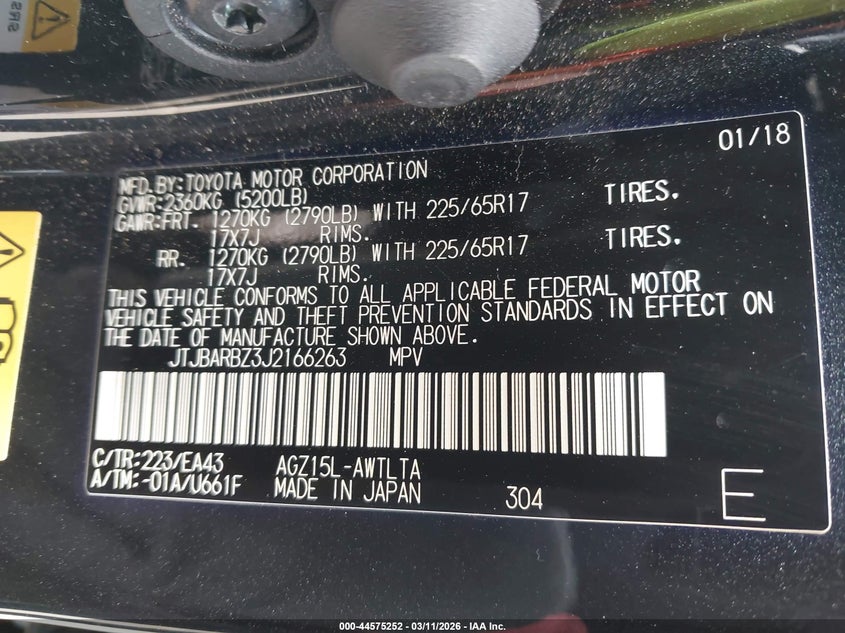 01/18
MFD.BY:TOYOTA MOTOR CORPORATION
GVWR:2360KG (5200LB)
GAWR:FRT. 1270KG (2790LB) WITH 225/65R17 TIRES.
17X7J RIMS.
RR. 1270KG (2790LB) WITH 225/65R17 TIRES.
17X7J RIMS.
THIS VEHICLE CONFORMS TO ALL APPLICABLE FEDERAL MOTOR
VEHICLE SAFETY AND THEFT PREVENTION STANDARDS IN EFFECT ON
THE DATE OF MANUFACTURE SHOWN ABOVE.
JTJBARBZ3J2166263 MPV
C/TR:223/EA43 AGZ15L-AWTLTA
A/TM:-01A/U661F MADE IN JAPAN 304 E
000-44575252 - 03/11/2026 - IAA Inc.